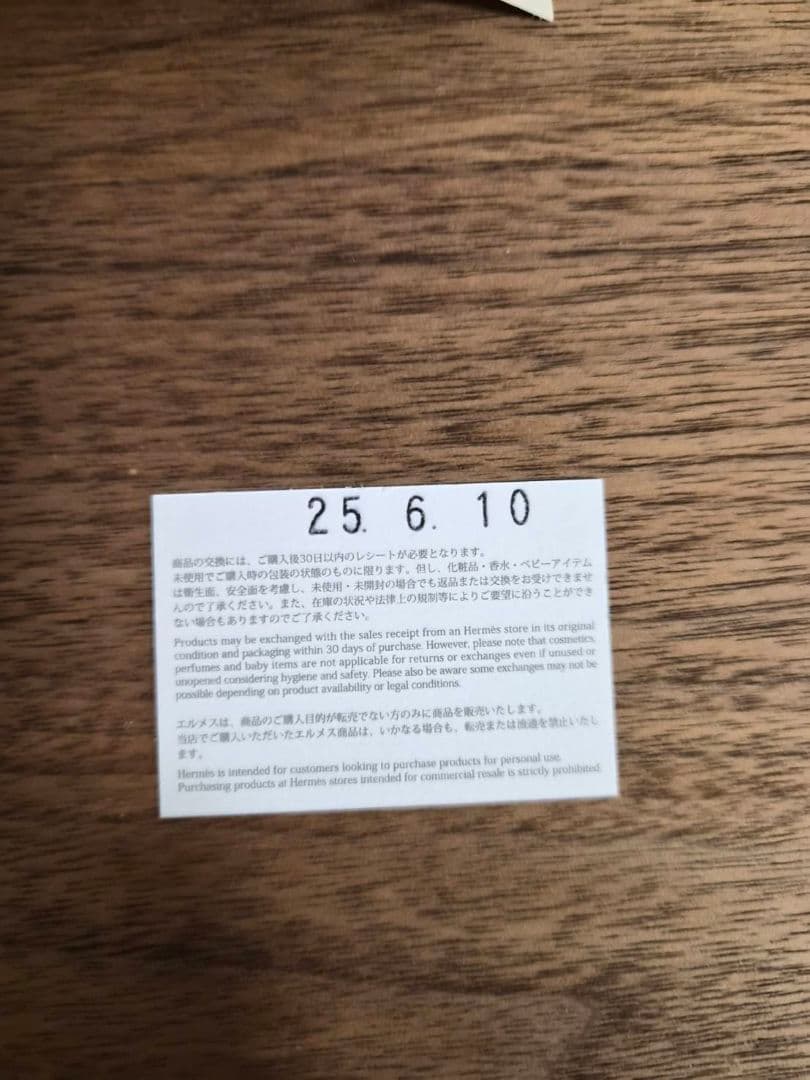 25. 6. 10
商品の交換には、ご購入後30日以内のレシートが必要となります。
未使用でご購入時の包装の状態のものに限ります。但し、化粧品・香水・ベビーアイテム
は衛生面、安全面を考慮し、未使用・未開封の場合でも返品または交換をお受けできませ
んので了承ください。また、在庫の状況や法律上の規制等によりご要望に沿うことができ
ない場合もありますのでご了承ください。
Products may be exchanged with the sales receipt from an Hermès store in its original
condition and packaging within 30 days of purchase. However, please note that cosmetics,
perfumes and baby items are not applicable for returns or exchanges even if unused or
unopened considering hygiene and safety. Please also be aware some exchanges may not be
possible depending on product availability or legal conditions.
エルメスは、商品のご購入目的が転売でない方のみに商品を販売いたします。
当店でご購入いただいたエルメス商品は、いかなる場合も、転売または譲渡を禁止いたし
ます。
Hermès is intended for customers looking to purchase products for personal use.
Purchasing products at Hermès stores intended for commercial resale is strictly prohibited.